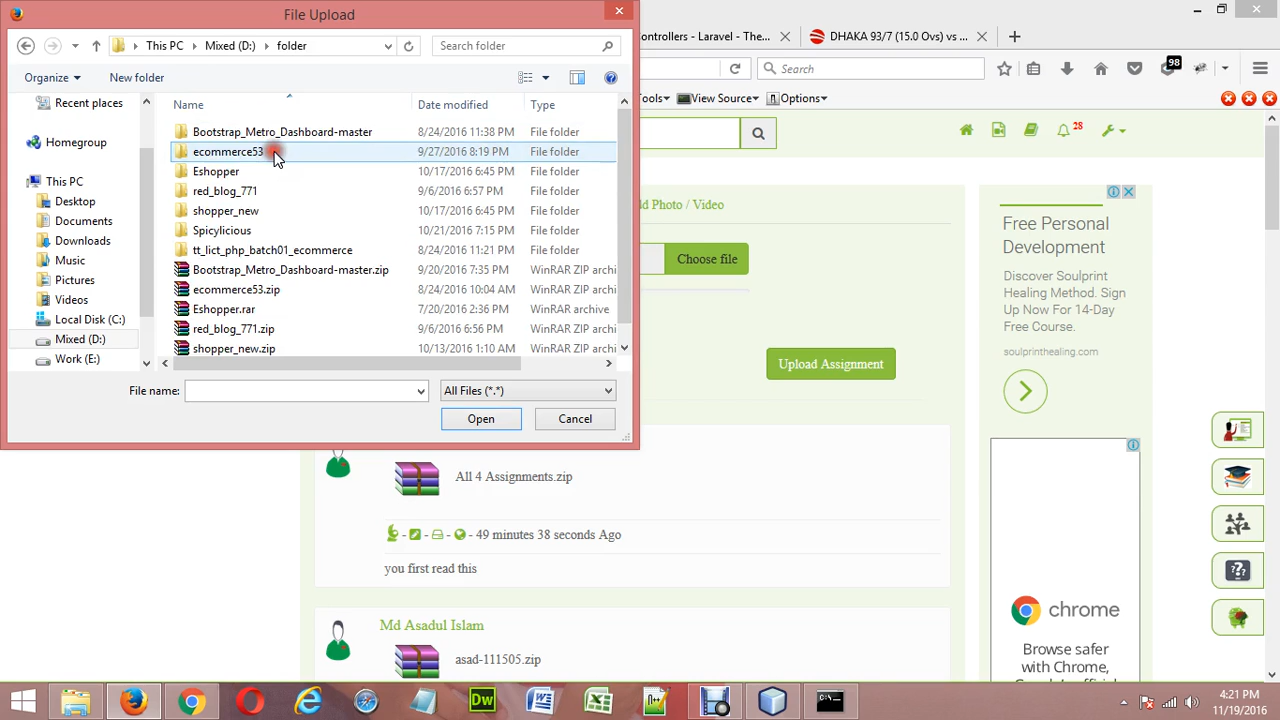 File Upload
This PC
Mixed (D:)
folder
Search folder
Organize
New folder
Name
Date modified
Type
Recent places
Homegroup
This PC
Desktop
Documents
Downloads
Music
Pictures
Videos
Local Disk (C:)
Mixed (D:)
Work (E:)
Bootstrap_Metro_Dashboard-master 8/24/2016 11:38 PM File folder
ecommerce53 9/27/2016 8:19 PM File folder
Eshopper 10/17/2016 6:45 PM File folder
red_blog_771 9/6/2016 6:57 PM File folder
shopper_new 10/17/2016 6:45 PM File folder
Spicylicious 10/21/2016 7:15 PM File folder
tt_lict_php_batch01_ecommerce 8/24/2016 11:21 PM File folder
Bootstrap_Metro_Dashboard-master.zip 9/20/2016 7:35 PM WinRAR ZIP archi
ecommerce53.zip 8/24/2016 10:04 AM WinRAR ZIP archi
Eshopper.rar 7/20/2016 2:36 PM WinRAR archive
red_blog_771.zip 9/6/2016 6:56 PM WinRAR ZIP archi
shopper_new.zip 10/13/2016 1:10 AM WinRAR ZIP archi
File name:
All Files (*.*)
Open
Cancel
ontrollers - Laravel - The...
DHAKA 93/7 (15.0 Ovs) vs ...
Search
98
ools
View Source
Options
28
d Photo / Video
Choose file
Upload Assignment
All 4 Assignments.zip
- - - - 49 minutes 38 seconds Ago
you first read this
Md Asadul Islam
asad-111505.zip
Free Personal
Development
Discover Soulprint
Healing Method. Sign
Up Now For 14-Day
Free Course.
soulprinthealing.com
chrome
Browse safer
with Chrome,
Dw
4:21 PM
11/19/2016